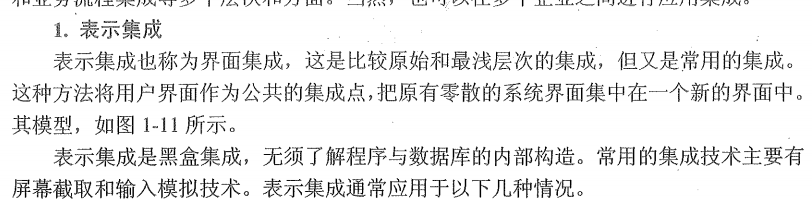 和业务流程集成等多个层次和方面。当然，也可以在多个企业之间进行应用集成。
1. 表示集成
表示集成也称为界面集成，这是比较原始和最浅层次的集成，但又是常用的集成。
这种方法将用户界面作为公共的集成点，把原有零散的系统界面集中在一个新的界面中。
其模型，如图 1-11 所示。
表示集成是黑盒集成，无须了解程序与数据库的内部构造。常用的集成技术主要有
屏幕截取和输入模拟技术。表示集成通常应用于以下几种情况。